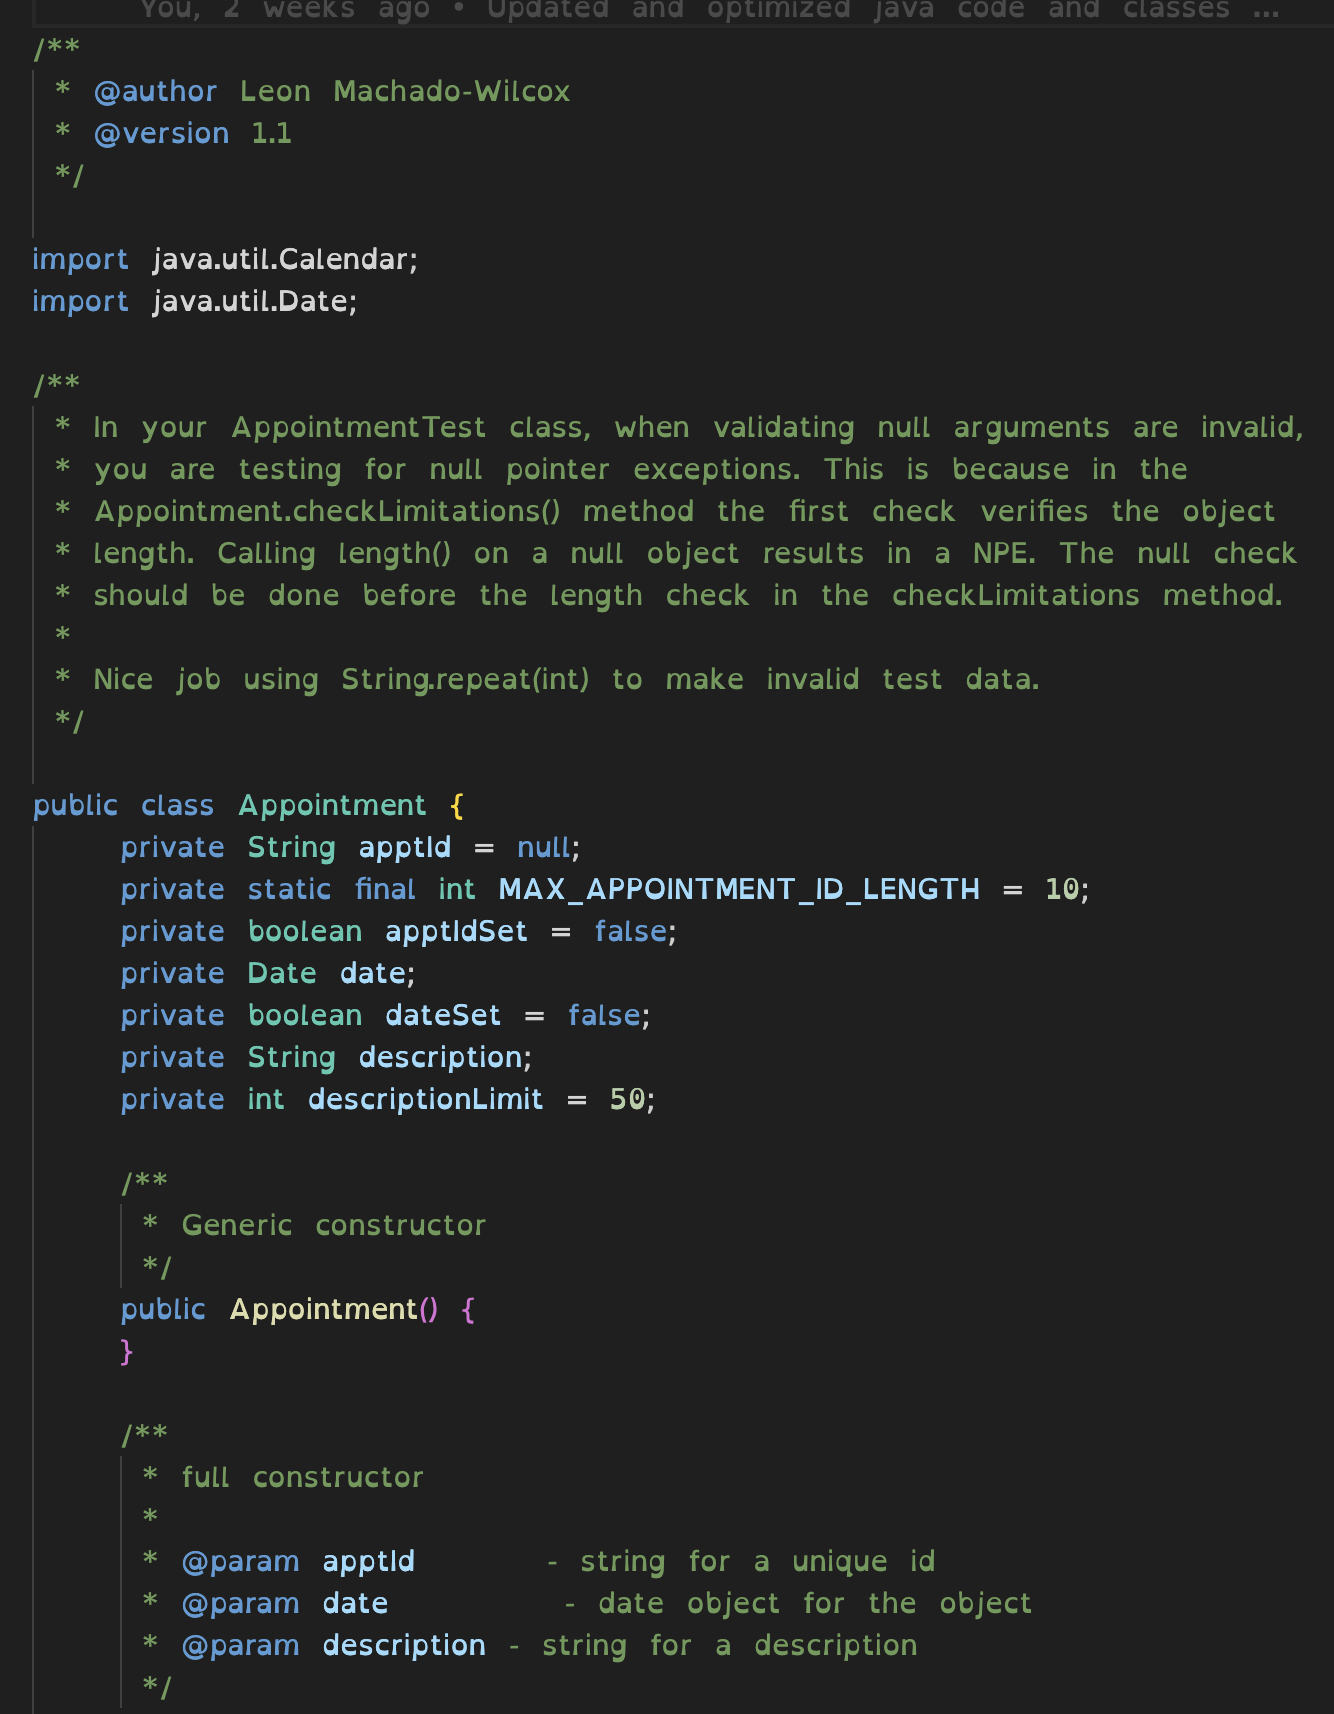 You, 2 weeks ago • Updated and optimized java code and classes ...
/**
* @author Leon Machado-Wilcox
* @version 1.1
*/
import java.util.Calendar;
import java.util.Date;
/**
* In your AppointmentTest class, when validating null arguments are invalid,
* you are testing for null pointer exceptions. This is because in the
* Appointment.checkLimitations() method the first check verifies the object
* length. Calling length() on a null object results in a NPE. The null check
* should be done before the length check in the checkLimitations method.
*
* Nice job using String.repeat(int) to make invalid test data.
*/
public class Appointment {
private String apptId = null;
private static final int MAX_APPOINTMENT_ID_LENGTH = 10;
private boolean apptIdSet = false;
private Date date;
private boolean dateSet = false;
private String description;
private int descriptionLimit = 50;
/**
* Generic constructor
*/
public Appointment() {
}
/**
* full constructor
*
* @param apptId - string for a unique id
* @param date - date object for the object
* @param description - string for a description
*/